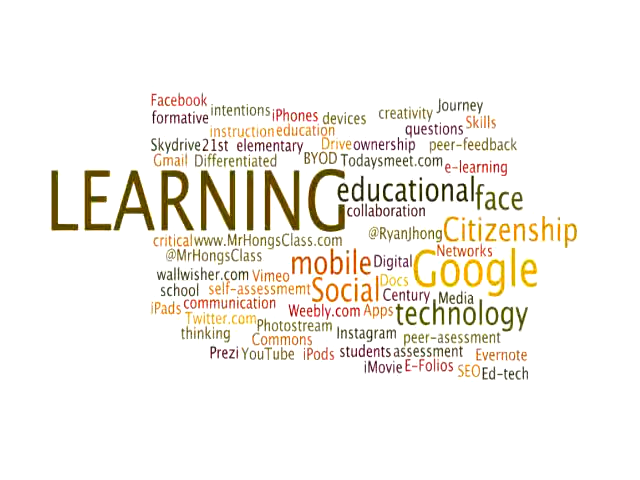 Facebook
formative intentions iPhones devices creativity Journey
instruction education questions Skills
Skydrive 21st elementary Drive ownership peer-feedback
Gmail Differentiated BYOD Todaysmeet.com e-learning
LEARNING educational face
collaboration
@RyanJhong Citizenship
critical www.MrHongsClass.com Networks
@MrHongsClass mobile Digital Google
wallwisher.com Vimeo Docs
school self-assessmemt Social Century Media
iPads communication Weebly.com Apps technology
Twitter.com Photostream
thinking Commons Instagram peer-asessment
Prezi YouTube iPods students assessment Evernote
iMovie E-Folios SEO Ed-tech